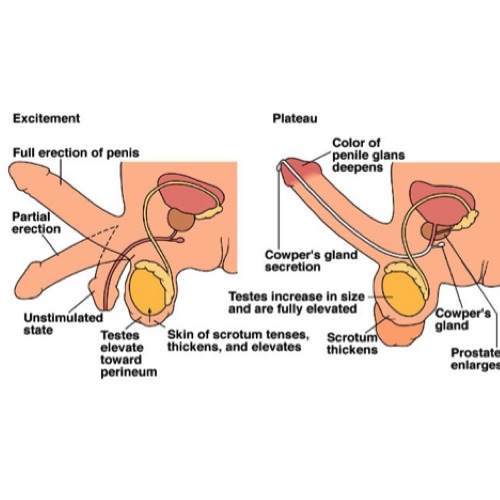 Excitement
Full erection of penis
Partial
erection
Unstimulated
state
Testes
elevate
toward
perineum
Skin of scrotum tenses,
thickens, and elevates
Plateau
Color of
penile glans
deepens
Cowper's gland
secretion
Testes increase in size
and are fully elevated
Scrotum
thickens
Cowper's
gland
Prostate
enlarges